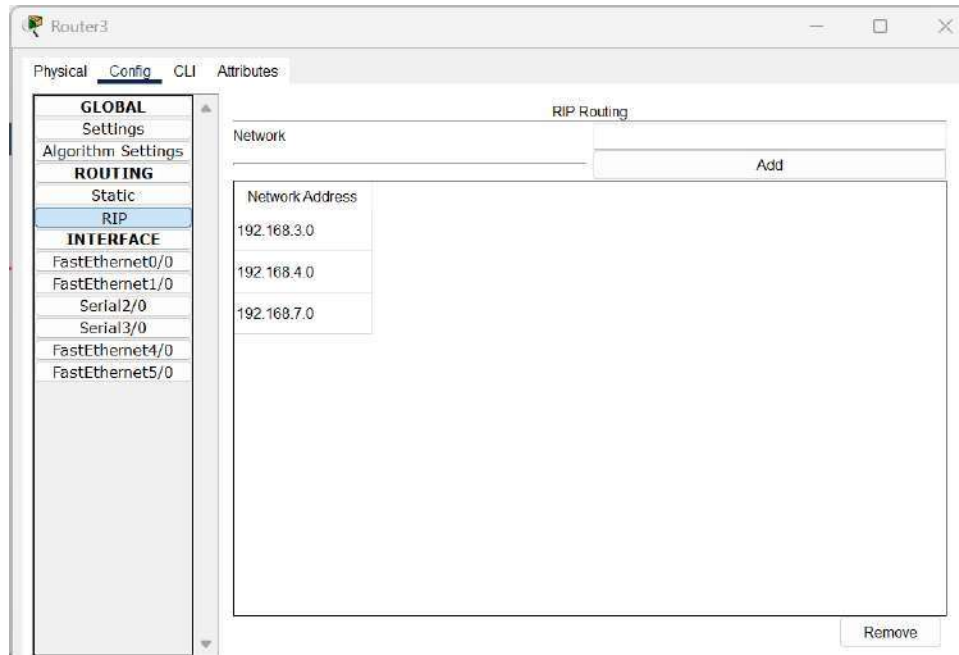 Router3
Physical Config CLI Attributes
GLOBAL
Settings
Algorithm Settings
ROUTING
Static
RIP
INTERFACE
FastEthernet0/0
FastEthernet1/0
Serial2/0
Serial3/0
FastEthernet4/0
FastEthernet5/0
RIP Routing
Network
Add
Network Address
192.168.3.0
192.168.4.0
192.168.7.0
Remove